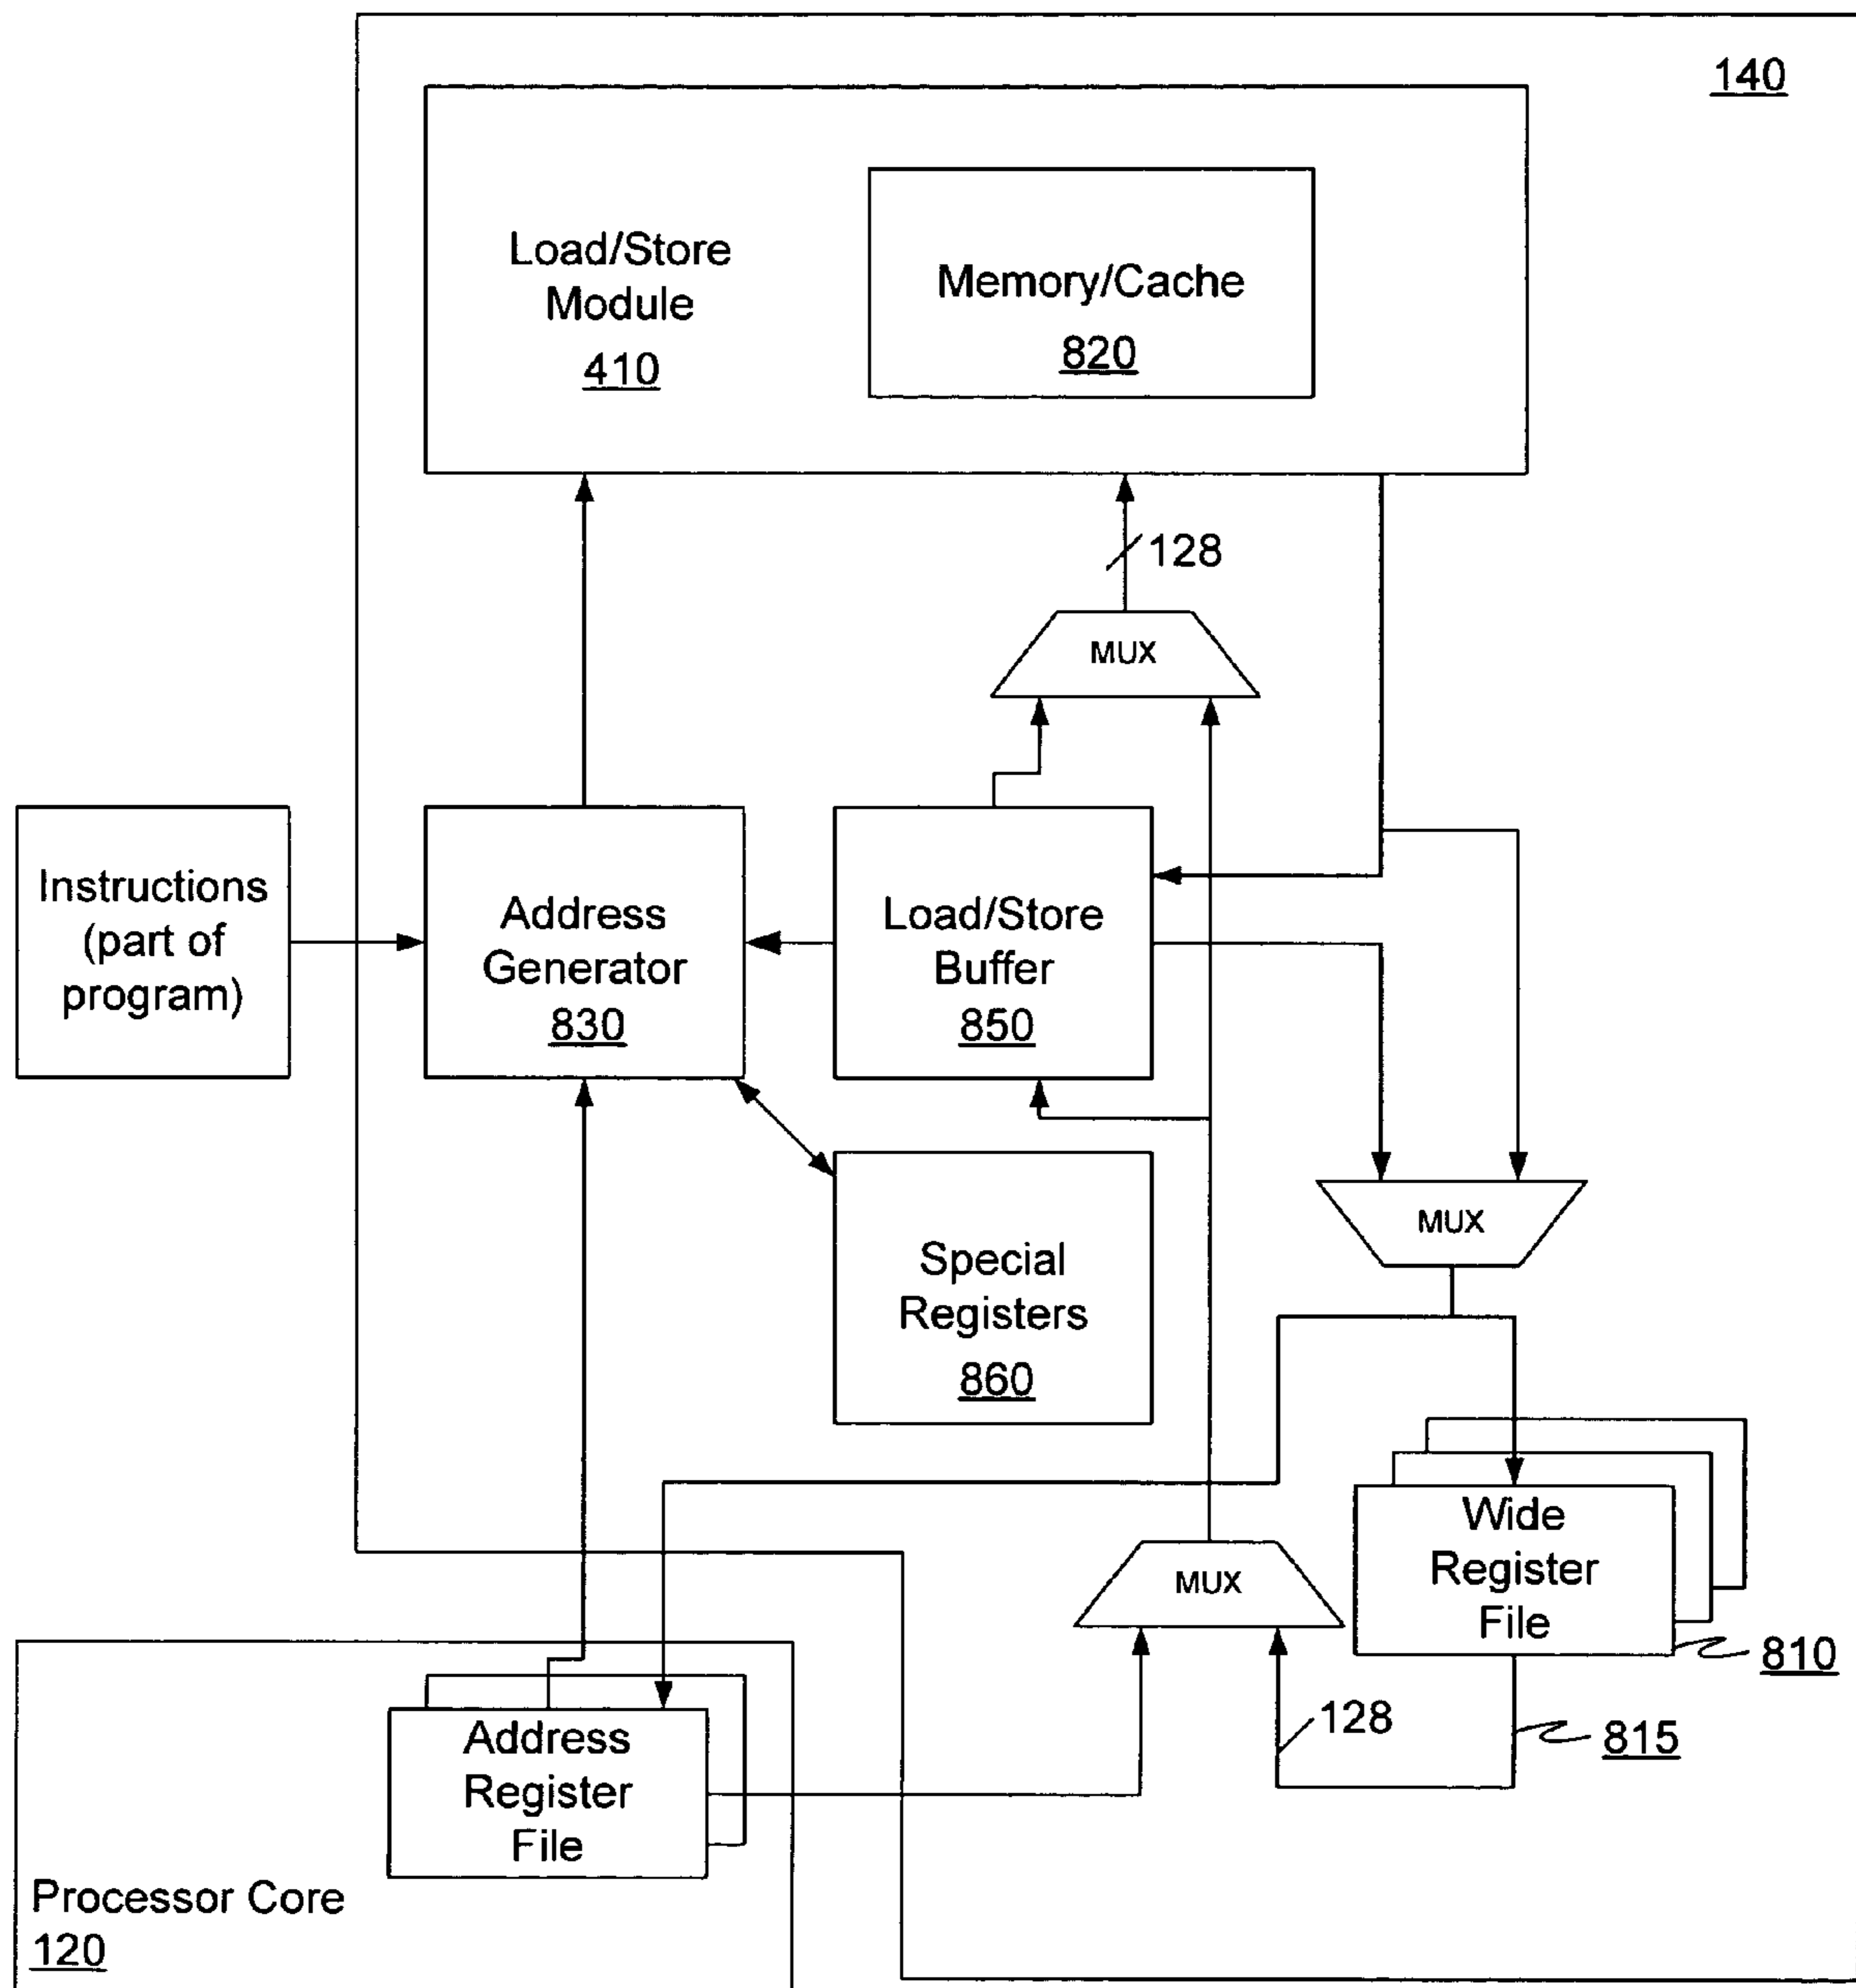 140
Load/Store
Module
410
Memory/Cache
820
128
MUX
Instructions
(part of
program)
Address
Generator
830
Load/Store
Buffer
850
MUX
Special
Registers
860
Wide
Register
File
810
MUX
128
815
Address
Register
File
Processor Core
120